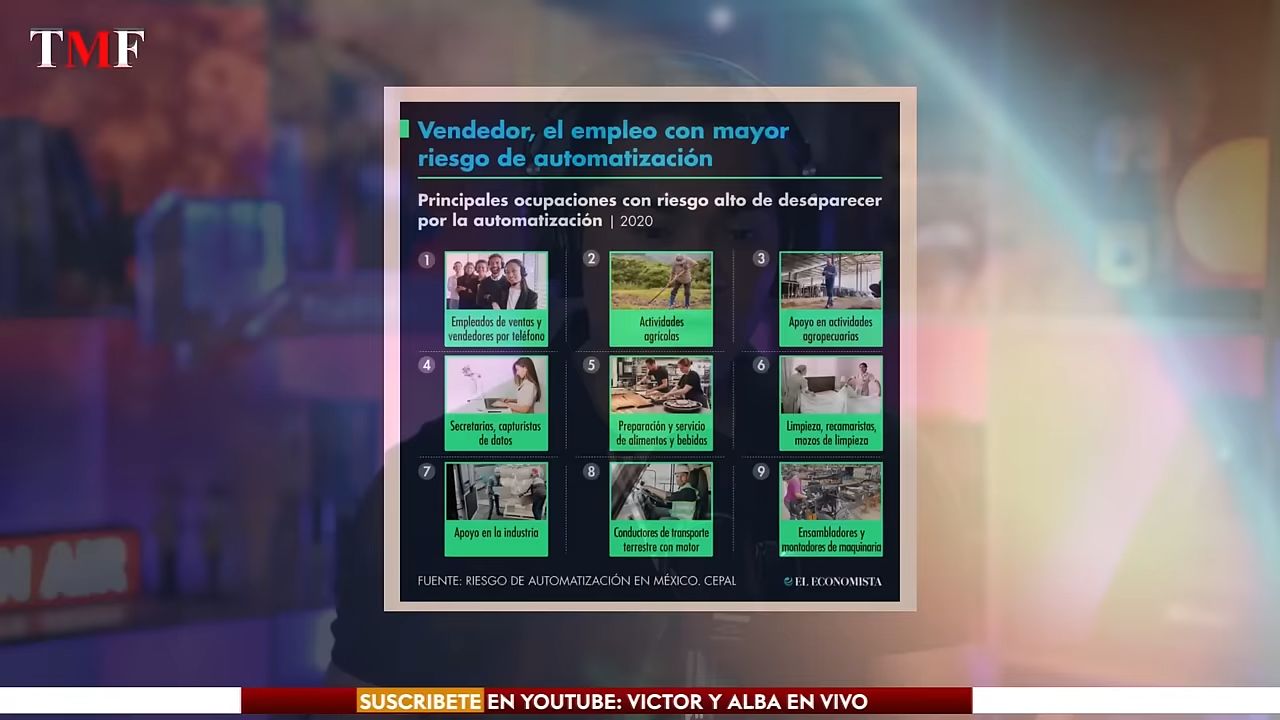 TMF
Vendedor, el empleo con mayor
riesgo de automatización
Principales ocupaciones con riesgo alto de desaparecer
por la automatización | 2020
1
Empleados de ventas y
vendedores por teléfono
2
Actividades
agrícolas
3
Apoyo en actividades
agropecuarias
4
Secretarias, capturistas
de datos
5
Preparación y servicio
de alimentos y bebidas
6
Limpieza, recamaristas,
mozos de limpieza
7
Apoyo en la industria
8
Conductores de transporte
terrestre con motor
9
Ensambladores y
montadores de maquinaria
FUENTE: RIESGO DE AUTOMATIZACIÓN EN MÉXICO. CEPAL
EL ECONOMISTA
N AIR
SUSCRIBETE EN YOUTUBE: VICTOR Y ALBA EN VIVO